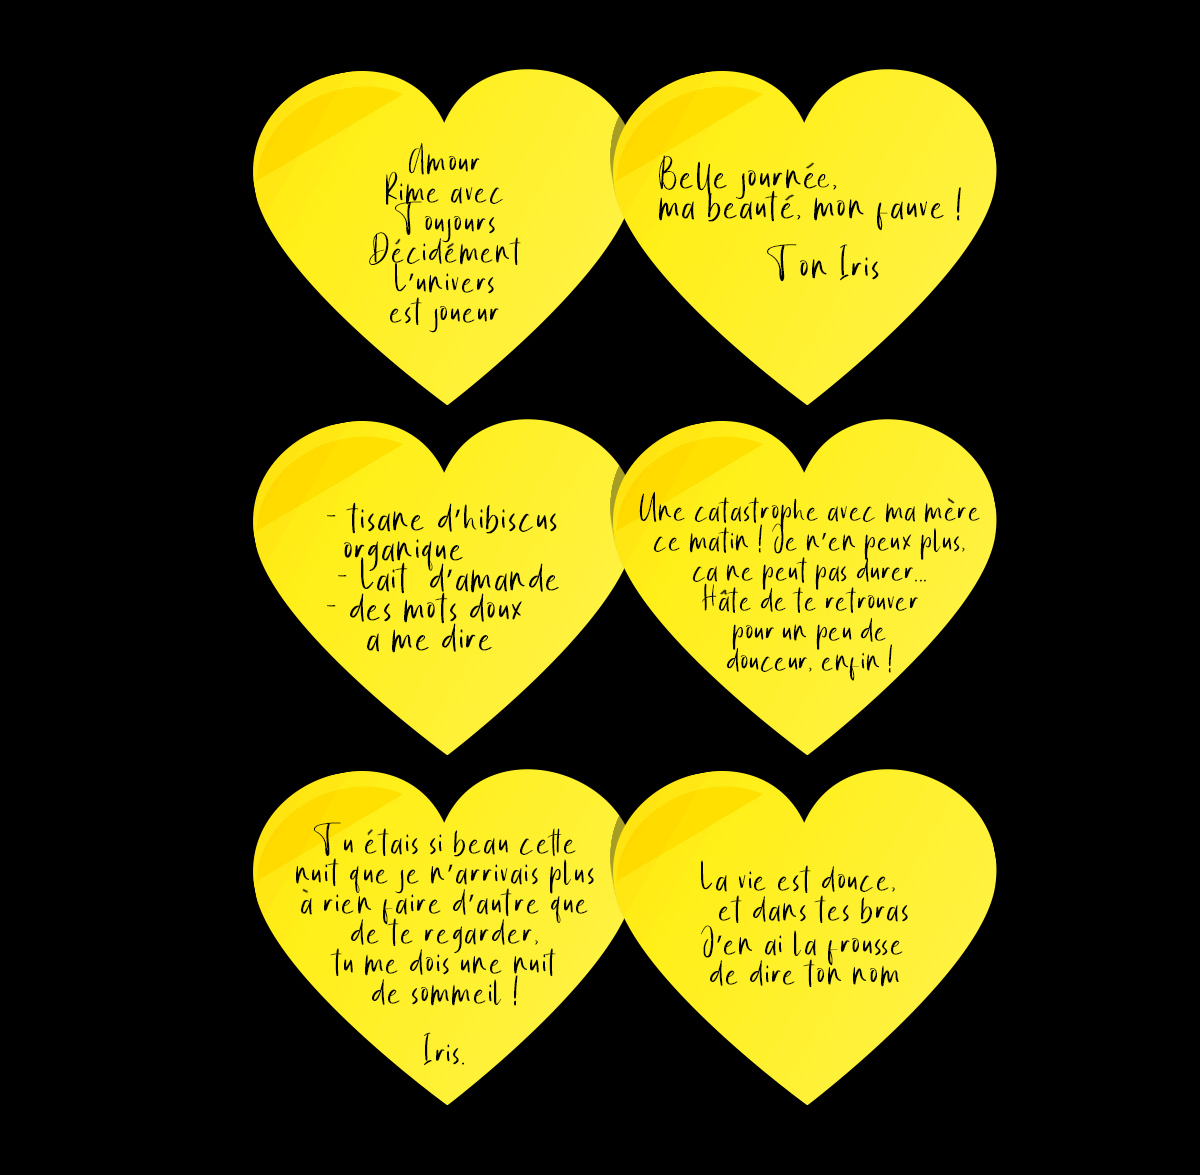 Amour
Rime avec
Toujours
Décidément
l'univers
est joueur
Belle journée,
ma beauté, mon fauve !
Ton Iris
- tisane d'hibiscus
organique
- lait d'amande
- des mots doux
a me dire
Une catastrophe avec ma mère
ce matin ! Je n'en peux plus,
ca ne peut pas durer...
Hâte de te retrouver
pour un peu de
douceur, enfin !
Tu étais si beau cette
nuit que je n'arrivais plus
à rien faire d'autre que
de te regarder,
tu me dois une nuit
de sommeil !
Iris.
La vie est douce,
et dans tes bras
J'en ai la frousse
de dire ton nom